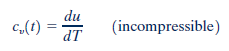 c_v(t) = du/dT (incompressible)